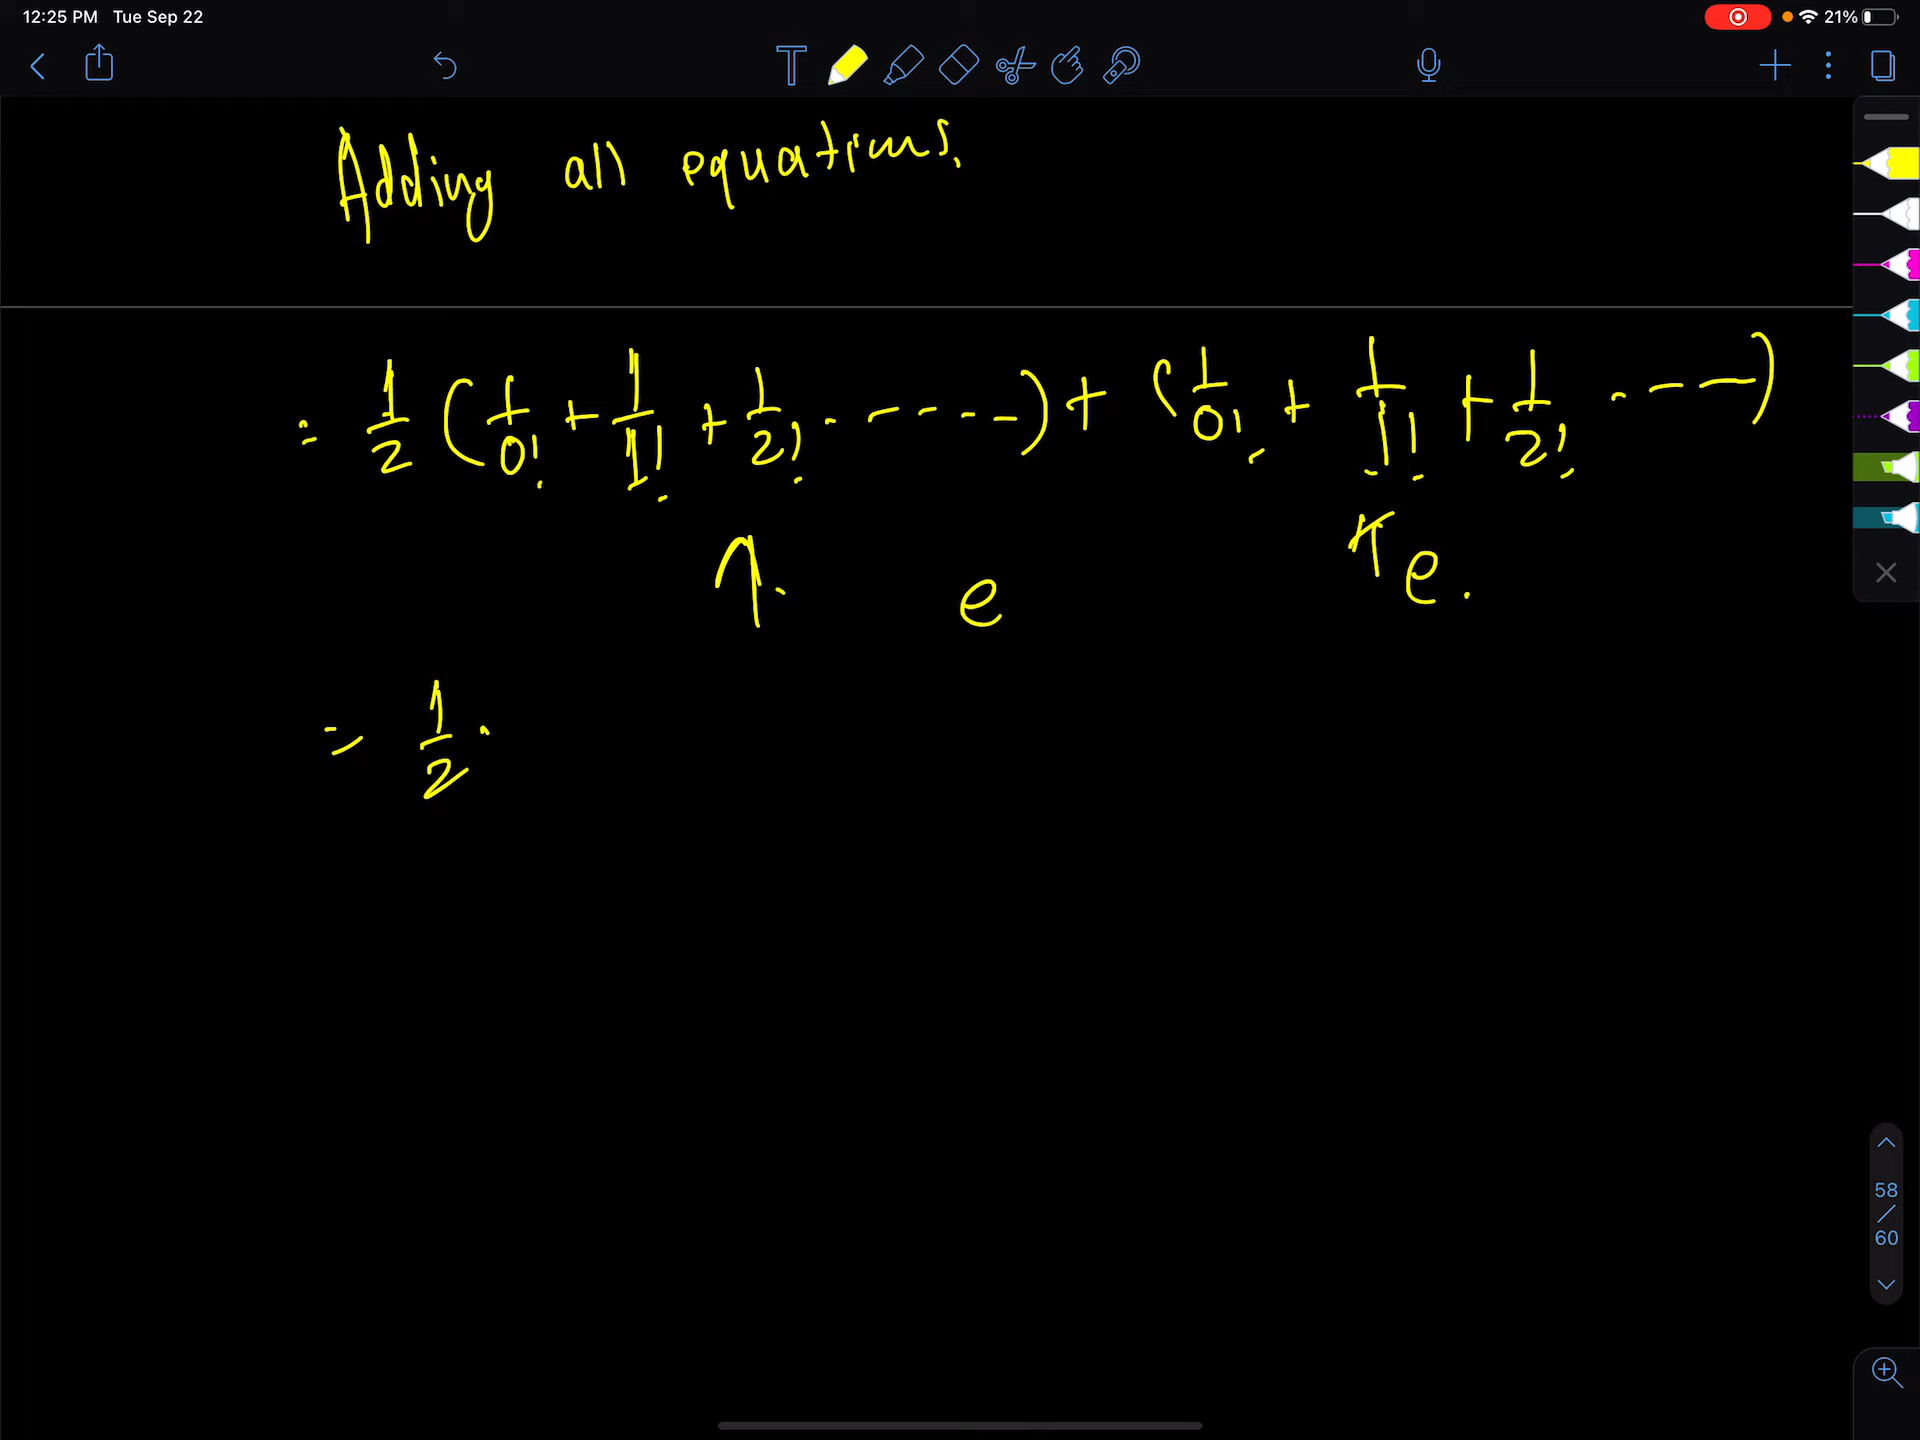 12:25 PM Tue Sep 22
21%
T
Adding all equations.
= 1/2 (1/0! + 1/1! + 1/2! ------) + (1/0! + 1/1! + 1/2! ----)
↑ e ↑ e.
= 1/2 .
58
/
60